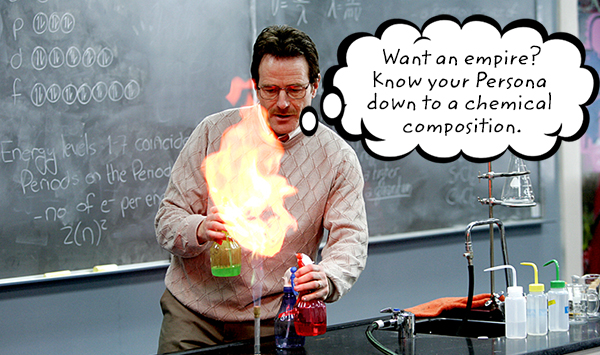 Want an empire?
Know your Persona
down to a chemical
composition.
p
d
f
Energy levels 1-7 coincide
Periods on the Periodic
-no of e⁻ per en
2(n)²